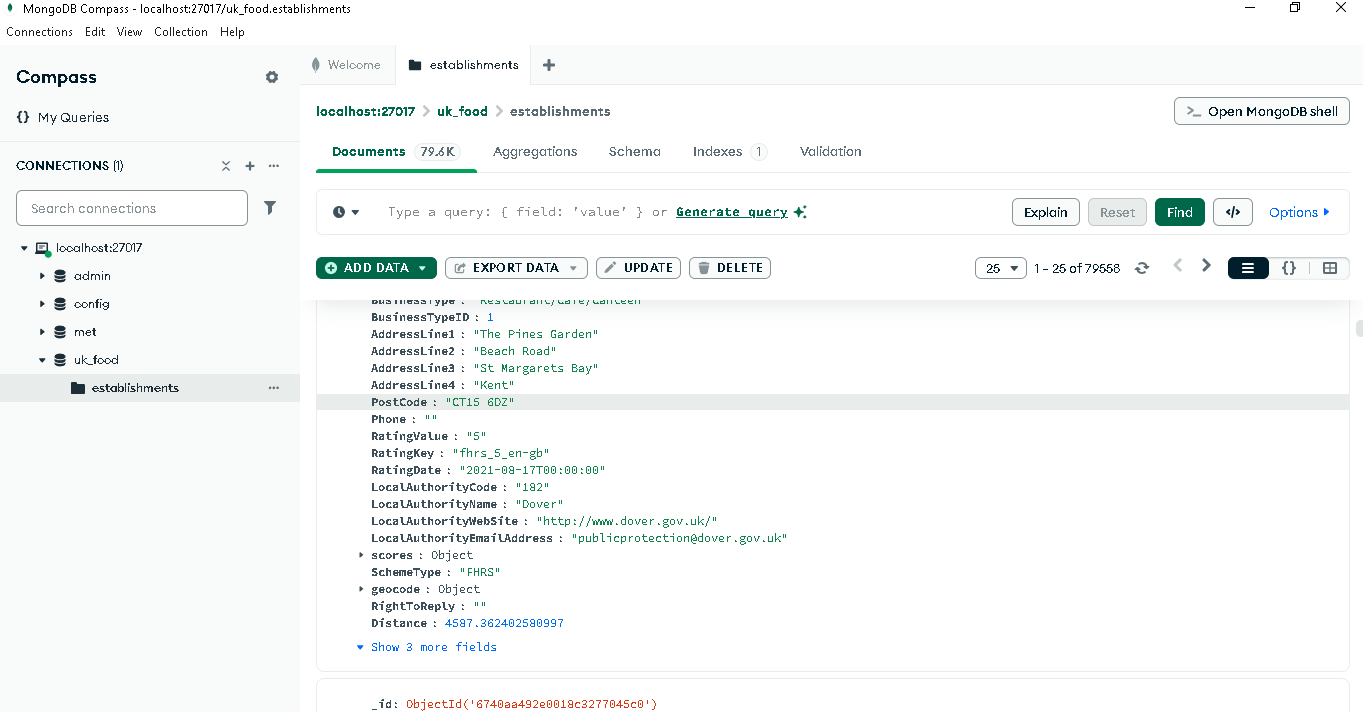 MongoDB Compass - localhost:27017/uk_food.establishments
Connections Edit View Collection Help
Compass
{} My Queries
CONNECTIONS (1)
Search connections
localhost:27017
admin
config
met
uk_food
establishments
Welcome
establishments
localhost:27017 > uk_food > establishments
>_ Open MongoDB shell
Documents 79.6K Aggregations Schema Indexes 1 Validation
Type a query: { field: 'value' } or Generate query
Explain Reset Find </> Options
ADD DATA EXPORT DATA UPDATE DELETE
25 1 – 25 of 79558 {}
BusinessType : "Restaurant/Cafe/Canteen"
BusinessTypeID : 1
AddressLine1 : "The Pines Garden"
AddressLine2 : "Beach Road"
AddressLine3 : "St Margarets Bay"
AddressLine4 : "Kent"
PostCode : "CT15 6DZ"
Phone : ""
RatingValue : "5"
RatingKey : "fhrs_5_en-gb"
RatingDate : "2021-08-17T00:00:00"
LocalAuthorityCode : "182"
LocalAuthorityName : "Dover"
LocalAuthorityWebSite : "http://www.dover.gov.uk/"
LocalAuthorityEmailAddress : "publicprotection@dover.gov.uk"
scores : Object
SchemeType : "FHRS"
geocode : Object
RightToReply : ""
Distance : 4587.362402580997
Show 3 more fields
_id: ObjectId('6740aa492e0018c3277045c0')